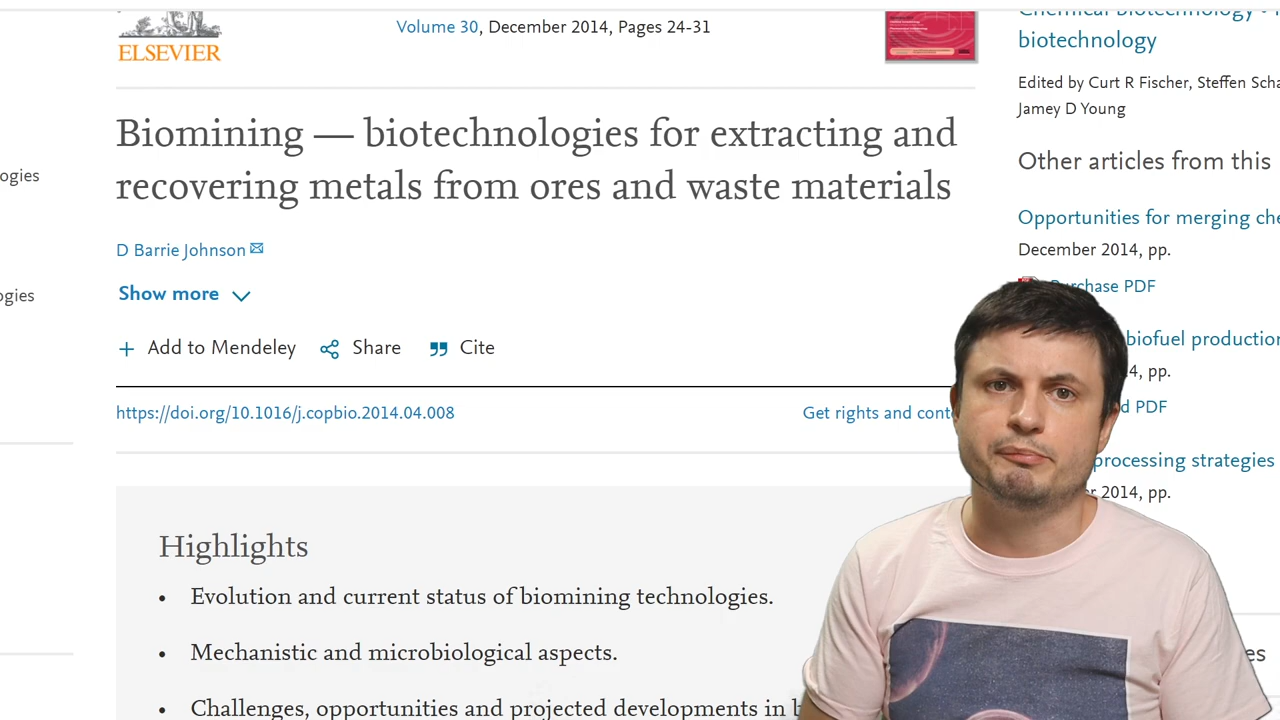 ELSEVIER
Volume 30, December 2014, Pages 24-31
Biomining — biotechnologies for extracting and
recovering metals from ores and waste materials
D Barrie Johnson
Show more
Add to Mendeley Share Cite
https://doi.org/10.1016/j.copbio.2014.04.008
Get rights and
Highlights
• Evolution and current status of biomining technologies.
• Mechanistic and microbiological aspects.
• Challenges, opportunities and projected developments in
Chemical biotechnology •
biotechnology
Edited by Curt R Fischer, Steffen
Jamey D Young
Other articles from this
Opportunities for merging
December 2014, pp.
Purchase PDF
biofuel production
2014, pp.
PDF
processing strategies
2014, pp.